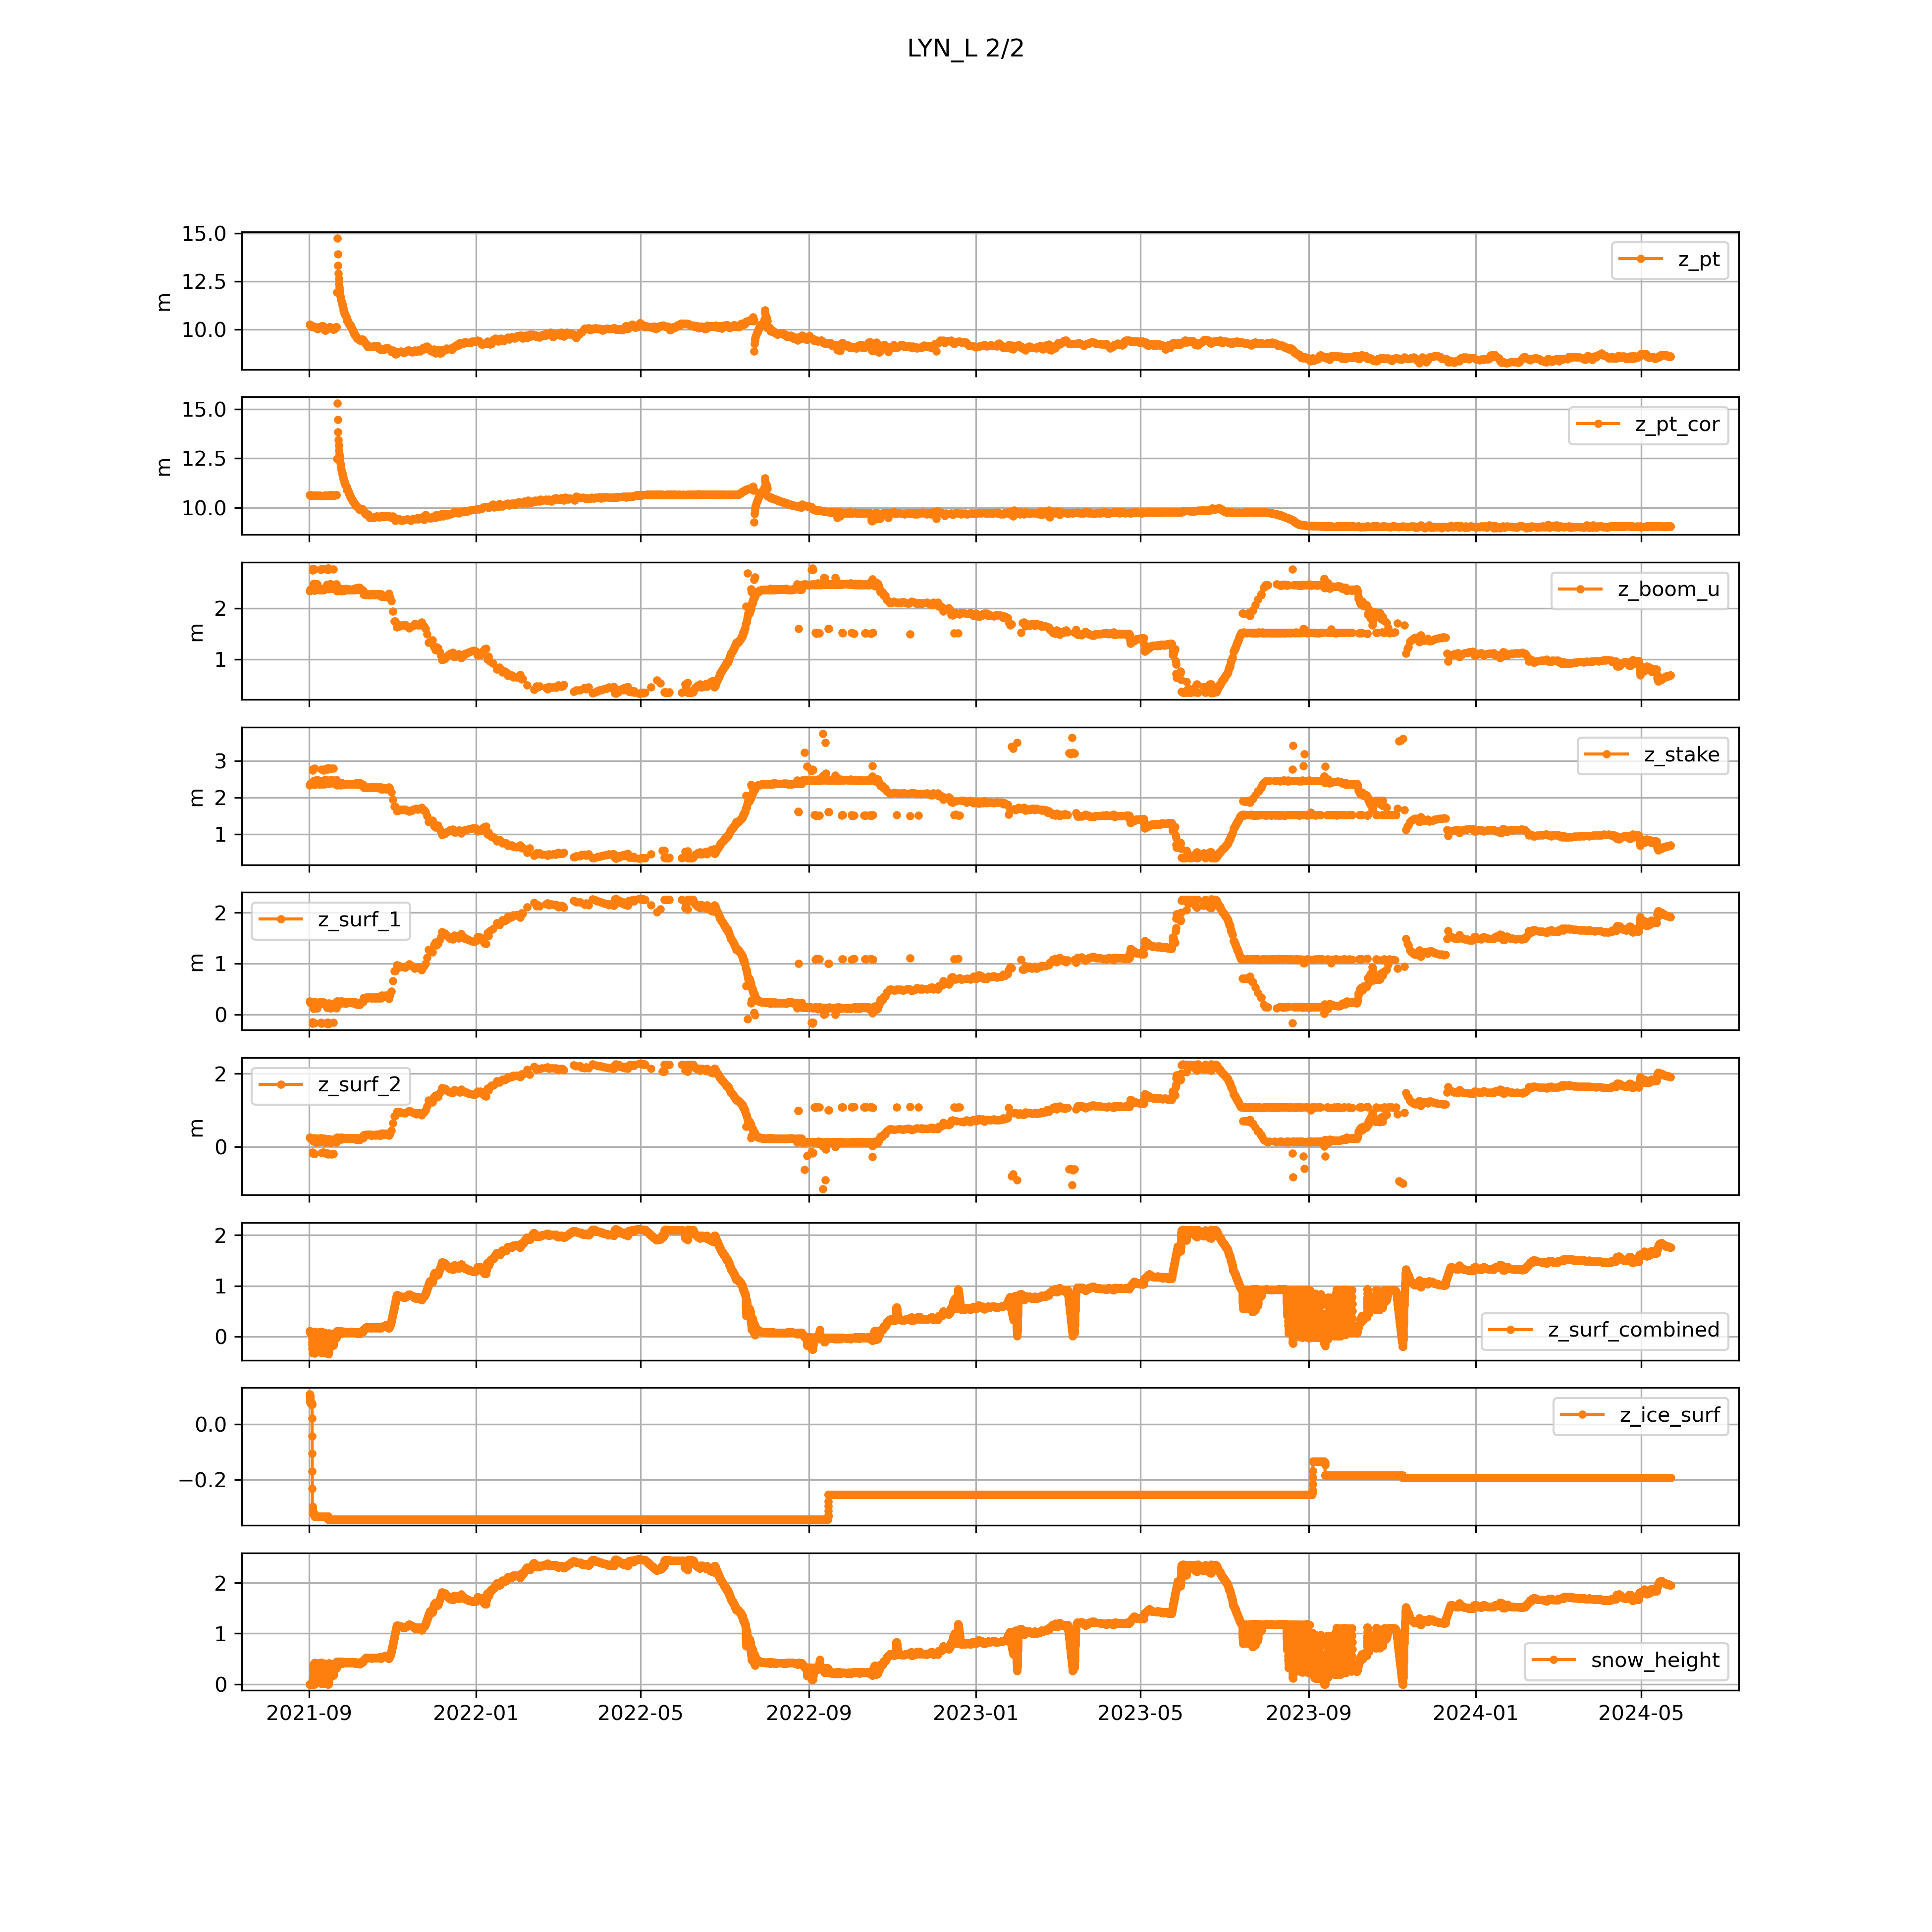 LYN_L 2/2
15.0
12.5
10.0
m
z_pt
15.0
12.5
10.0
m
z_pt_cor
2
1
m
z_boom_u
3
2
1
m
z_stake
2
1
0
m
z_surf_1
2
0
m
z_surf_2
2
1
0
z_surf_combined
0.0
−0.2
z_ice_surf
2
1
0
snow_height
2021-09 2022-01 2022-05 2022-09 2023-01 2023-05 2023-09 2024-01 2024-05